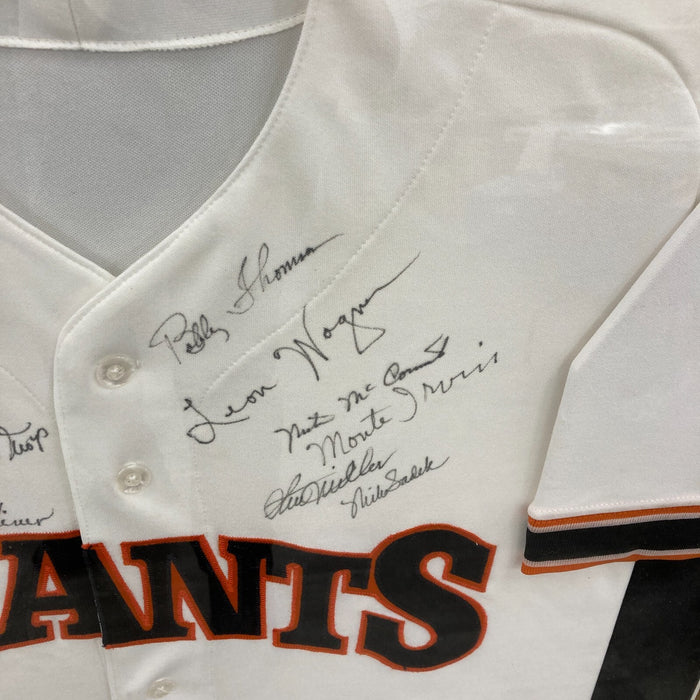 Bobby Thomson
Leon Wagner
Mike McCormick
Monte Irvin
Stu Miller
Mike Sadek
ANTS